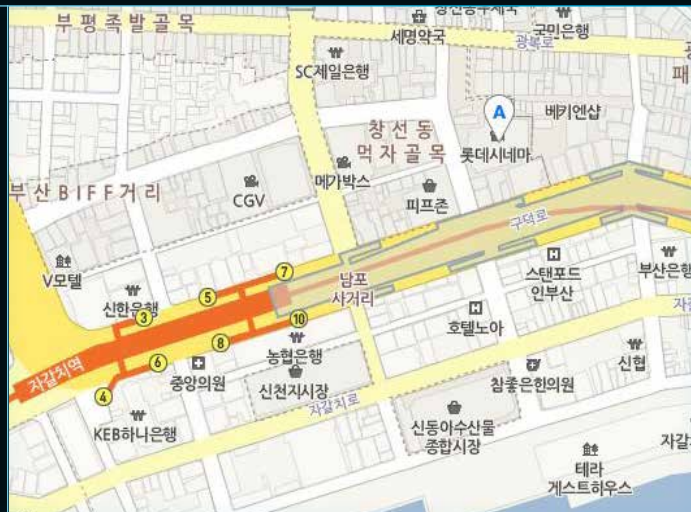 부평족발골목
세명약국
국민은행
광복로
SC제일은행
패
A
베키엔샵
창선동
먹자골목
롯데시네마
메가박스
CGV
피프존
부산BIFF거리
구덕로
V모텔
신한은행
3
5
7
남포
사거리
스탠포드
인부산
부산은행
10
8
6
4
자갈치역
농협은행
호텔노아
중앙의원
신천지시장
참좋은한의원
신협
자갈치로
KEB하나은행
신동아수산물
종합시장
테라
게스트하우스